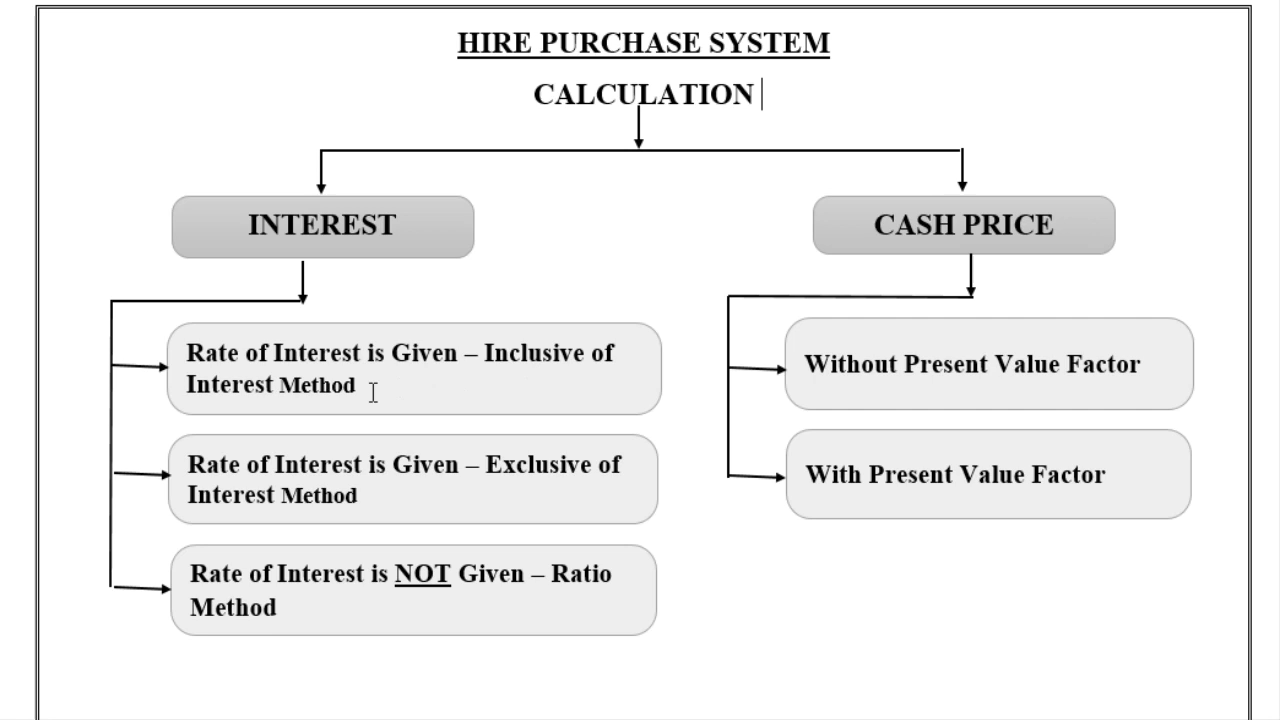 HIRE PURCHASE SYSTEM
CALCULATION
INTEREST
CASH PRICE
Rate of Interest is Given – Inclusive of
Interest Method
Rate of Interest is Given – Exclusive of
Interest Method
Rate of Interest is NOT Given – Ratio
Method
Without Present Value Factor
With Present Value Factor